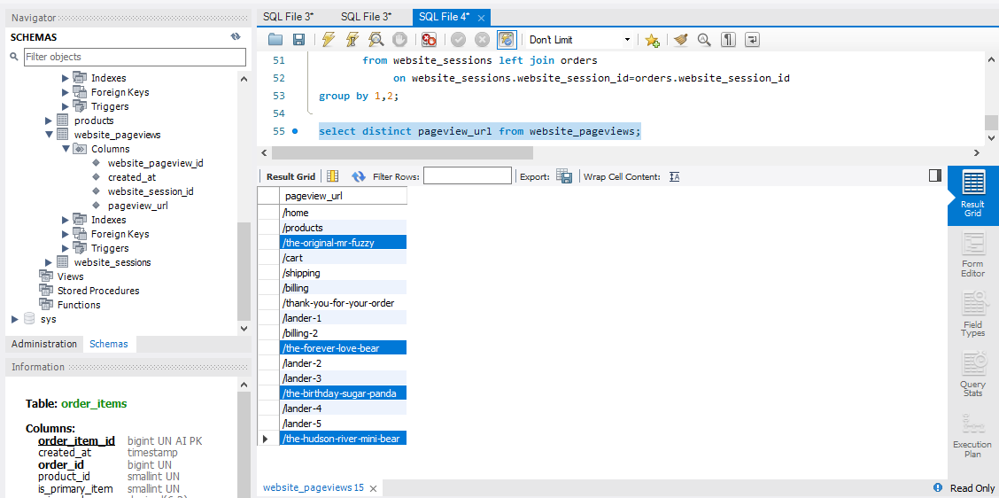 Navigator
SCHEMAS
Filter objects
Indexes
Foreign Keys
Triggers
products
website_pageviews
Columns
website_pageview_id
created_at
website_session_id
pageview_url
Indexes
Foreign Keys
Triggers
website_sessions
Views
Stored Procedures
Functions
sys
Administration Schemas
Information
Table: order_items
Columns:
order_item_id bigint UN AI PK
created_at timestamp
order_id bigint UN
product_id smallint UN
is_primary_item smallint UN
SQL File 3* SQL File 3* SQL File 4*
Don't Limit
51 from website_sessions left join orders
52 on website_sessions.website_session_id=orders.website_session_id
53 group by 1,2;
54
55 select distinct pageview_url from website_pageviews;
Result Grid Filter Rows: Export: Wrap Cell Content:
pageview_url
/home
/products
/the-original-mr-fuzzy
/cart
/shipping
/billing
/thank-you-for-your-order
/lander-1
/billing-2
/the-forever-love-bear
/lander-2
/lander-3
/the-birthday-sugar-panda
/lander-4
/lander-5
/the-hudson-river-mini-bear
Result
Grid
Form
Editor
Field
Types
Query
Stats
Execution
Plan
website_pageviews 15
Read Only